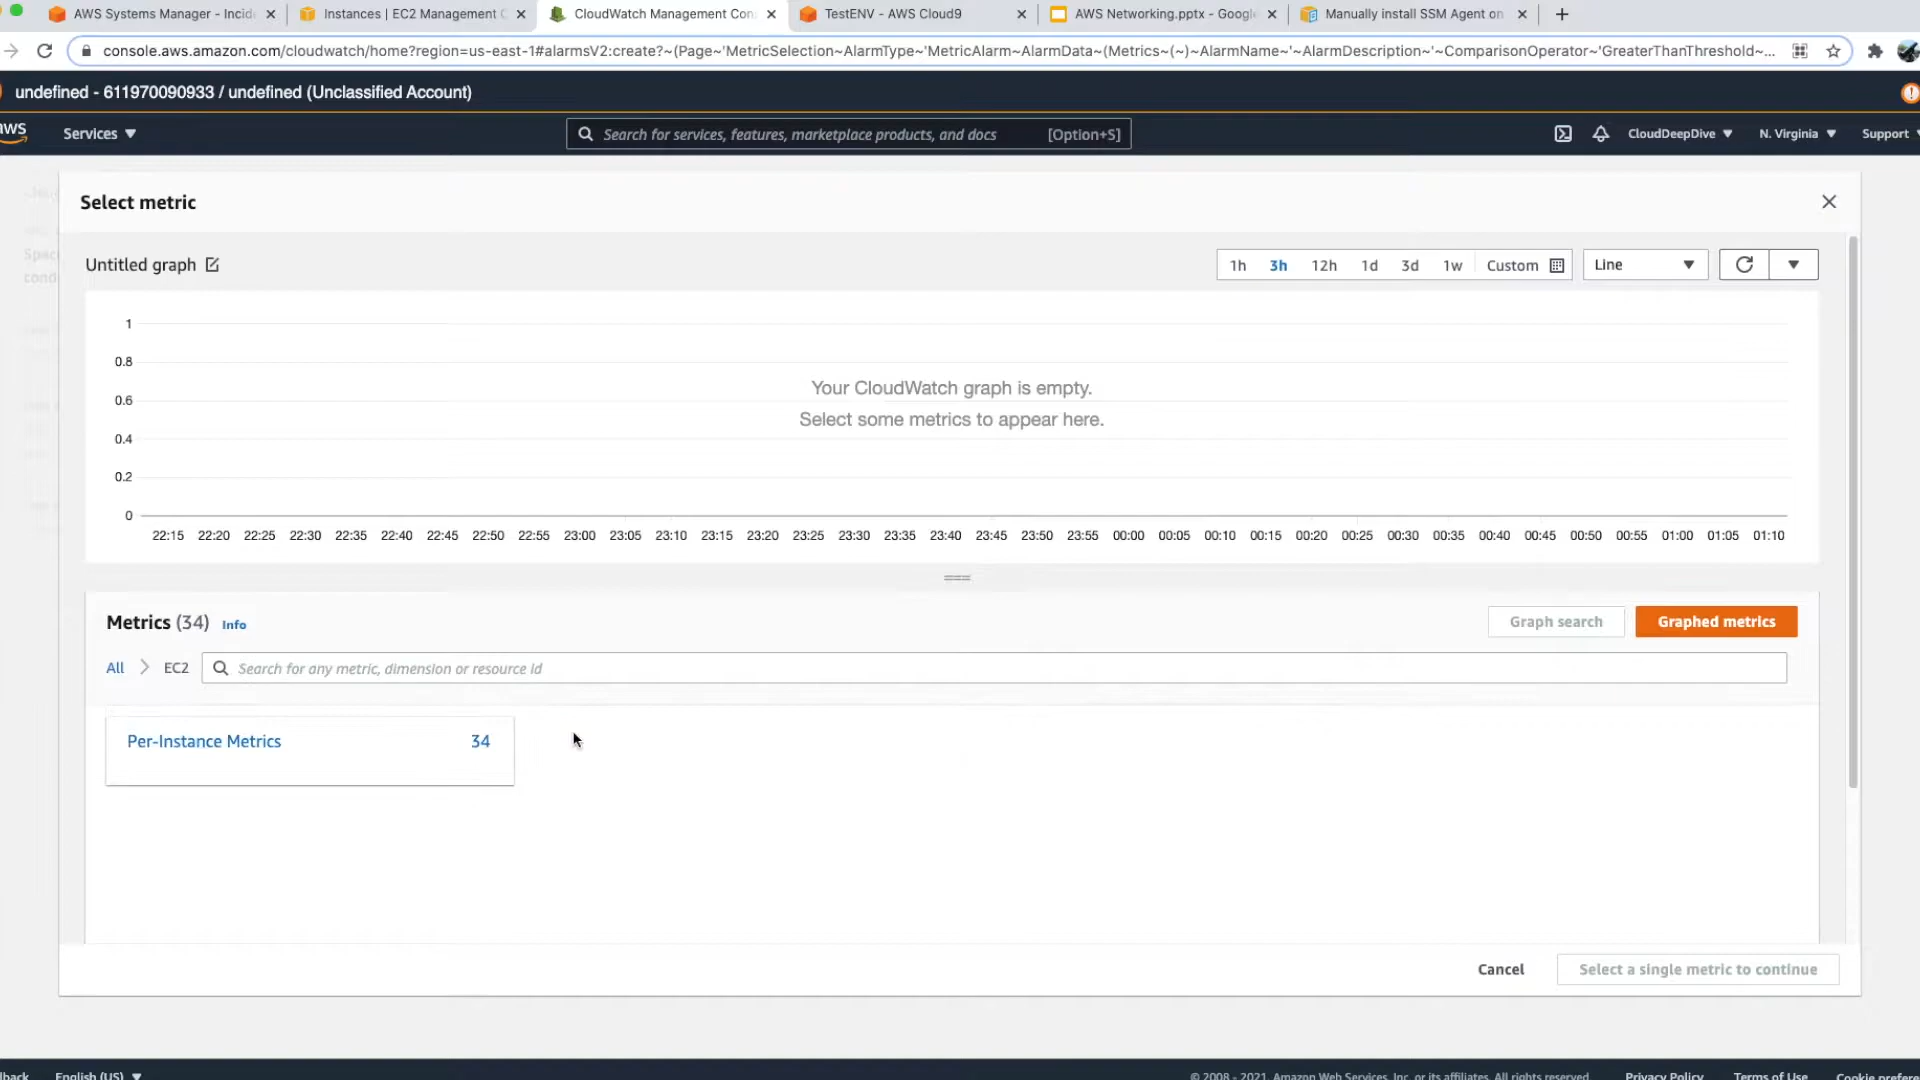 AWS Systems Manager - Incid
Instances | EC2 Management C
CloudWatch Management Con
TestENV - AWS Cloud9
AWS Networking.pptx - Google
Manually install SSM Agent on
console.aws.amazon.com/cloudwatch/home?region=us-east-1#alarmsV2:create?~(Page~'MetricSelection~AlarmType~'MetricAlarm~AlarmData~(Metrics~(~)~AlarmName~'~AlarmDescription~'~ComparisonOperator~'GreaterThanThreshold~...
undefined - 611970090933 / undefined (Unclassified Account)
aws Services Search for services, features, marketplace products, and docs [Option+S] CloudDeepDive N. Virginia Support
Select metric
Untitled graph 1h 3h 12h 1d 3d 1w Custom Line
1
0.8
Your CloudWatch graph is empty.
0.6
Select some metrics to appear here.
0.4
0.2
0
22:15 22:20 22:25 22:30 22:35 22:40 22:45 22:50 22:55 23:00 23:05 23:10 23:15 23:20 23:25 23:30 23:35 23:40 23:45 23:50 23:55 00:00 00:05 00:10 00:15 00:20 00:25 00:30 00:35 00:40 00:45 00:50 00:55 01:00 01:05 01:10
Metrics (34) Info Graph search Graphed metrics
All EC2 Search for any metric, dimension or resource id
Per-Instance Metrics 34
Cancel Select a single metric to continue
dback English (US) © 2008 - 2021, Amazon Web Services, Inc. or its affiliates. All rights reserved. Privacy Policy Terms of Use Cookie prefere